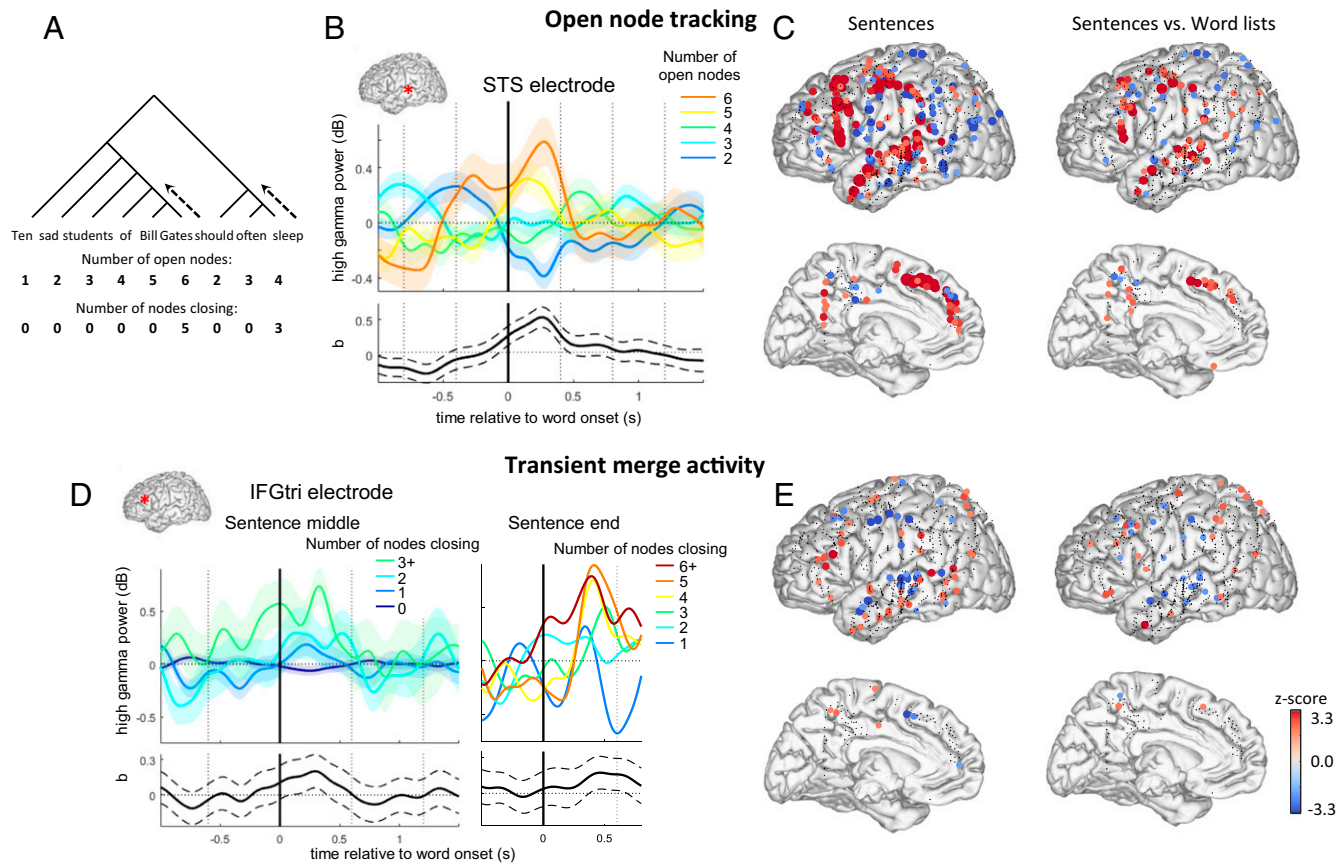 Open node tracking
A
Ten sad students of Bill Gates should often sleep
Number of open nodes:
1 2 3 4 5 6 2 3 4
Number of nodes closing:
0 0 0 0 0 5 0 0 3
B
STS electrode
Number of
open nodes
6
5
4
3
2
high gamma power (dB)
0.4
0
-0.4
b
0.5
0
-0.5 0 0.5 1
time relative to word onset (s)
C
Sentences
Sentences vs. Word lists
Transient merge activity
D
IFGtri electrode
Sentence middle
Number of nodes closing
3+
2
1
0
high gamma power (dB)
0.5
0
-0.5
b
0.3
0
-0.5 0 0.5 1
time relative to word onset (s)
Sentence end
Number of nodes closing
6+
5
4
3
2
1
0 0.5
E
z-score
3.3
0.0
-3.3